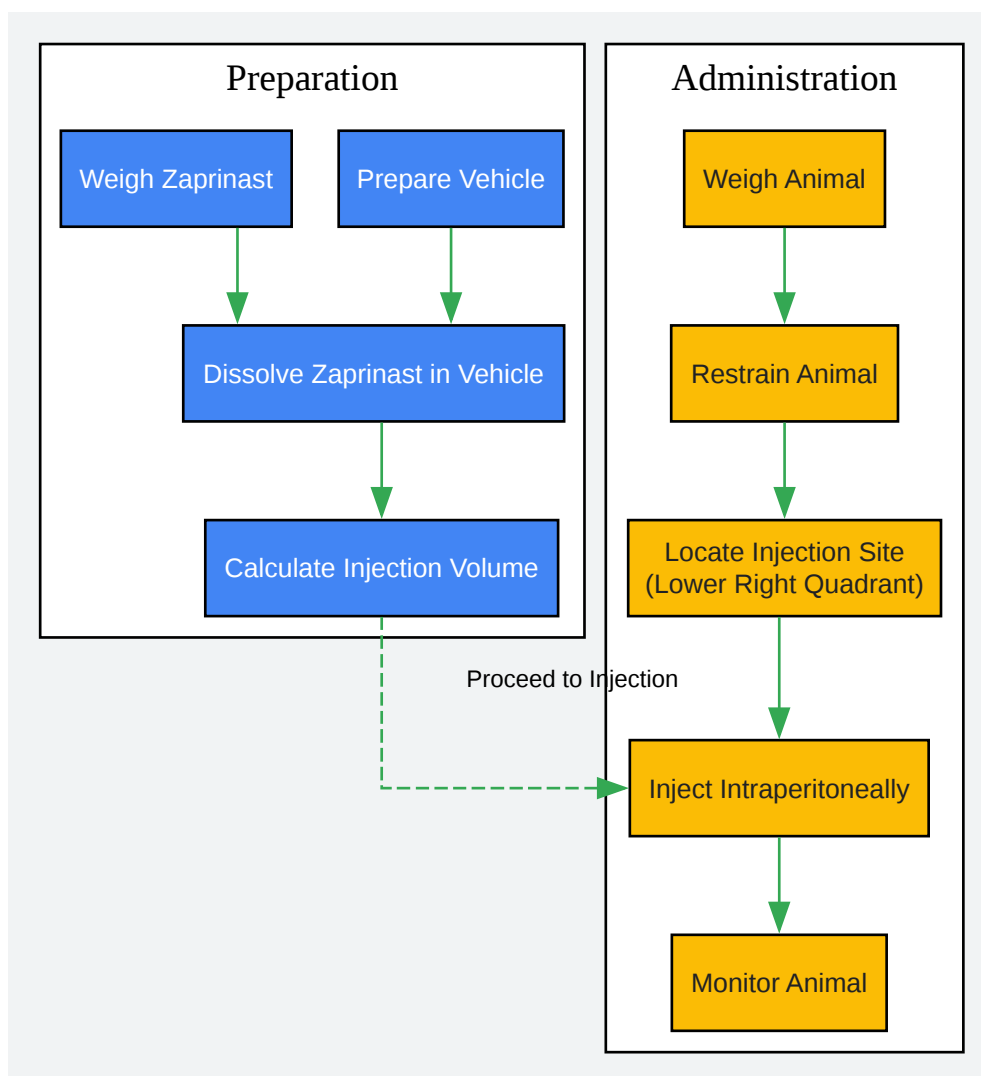 Preparation
Weigh Zaprinast
Prepare Vehicle
Dissolve Zaprinast in Vehicle
Calculate Injection Volume
Proceed to Injection
Administration
Weigh Animal
Restrain Animal
Locate Injection Site
(Lower Right Quadrant)
Inject Intraperitoneally
Monitor Animal